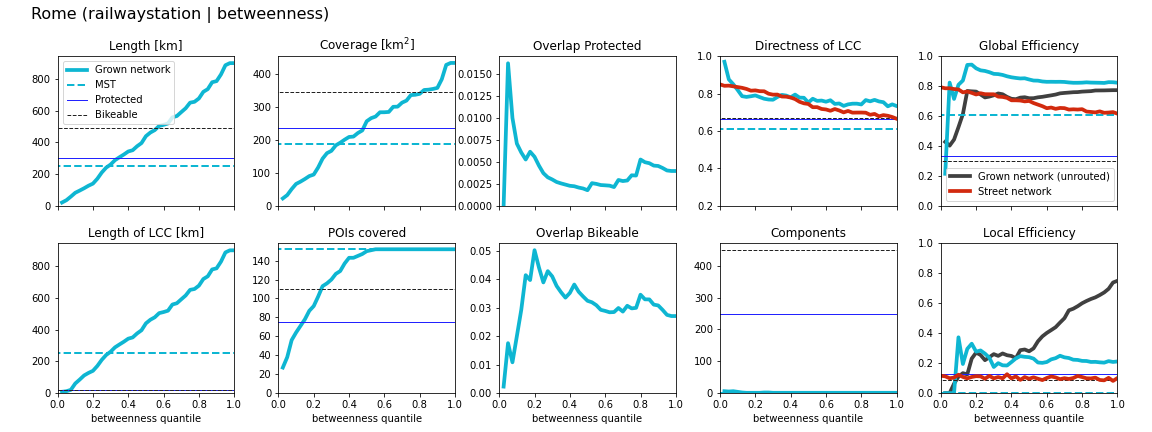 Rome (railwaystation | betweenness)
Length [km]
Coverage [km²]
Overlap Protected
Directness of LCC
Global Efficiency
800
600
400
200
0
Grown network
MST
Protected
Bikeable
400
300
200
100
0
0.0150
0.0125
0.0100
0.0075
0.0050
0.0025
0.0000
1.0
0.8
0.6
0.4
0.2
1.0
0.8
0.6
0.4
0.2
0.0
Grown network (unrouted)
Street network
Length of LCC [km]
POIs covered
Overlap Bikeable
Components
Local Efficiency
800
600
400
200
0
0.0 0.2 0.4 0.6 0.8 1.0
betweenness quantile
140
120
100
80
60
40
20
0
0.0 0.2 0.4 0.6 0.8 1.0
betweenness quantile
0.05
0.04
0.03
0.02
0.01
0.00
0.0 0.2 0.4 0.6 0.8 1.0
betweenness quantile
400
300
200
100
0
0.0 0.2 0.4 0.6 0.8 1.0
betweenness quantile
1.0
0.8
0.6
0.4
0.2
0.0
0.0 0.2 0.4 0.6 0.8 1.0
betweenness quantile